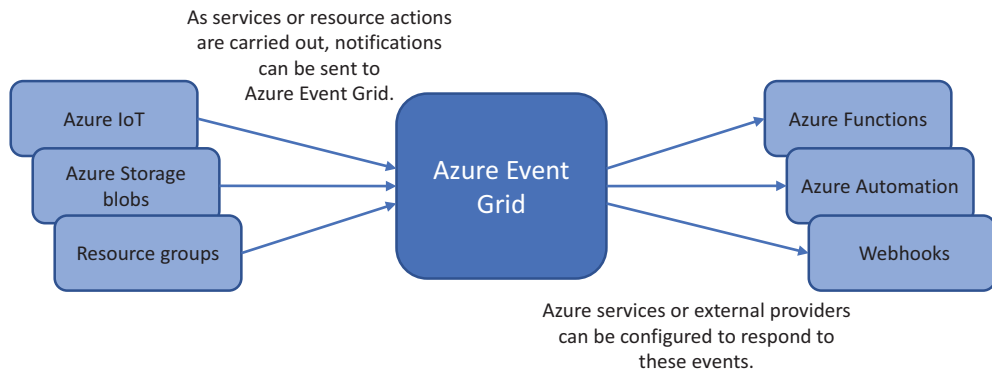 As services or resource actions
are carried out, notifications
can be sent to
Azure Event Grid.
Azure IoT
Azure Storage
blobs
Resource groups
Azure Event
Grid
Azure Functions
Azure Automation
Webhooks
Azure services or external providers
can be configured to respond to
these events.